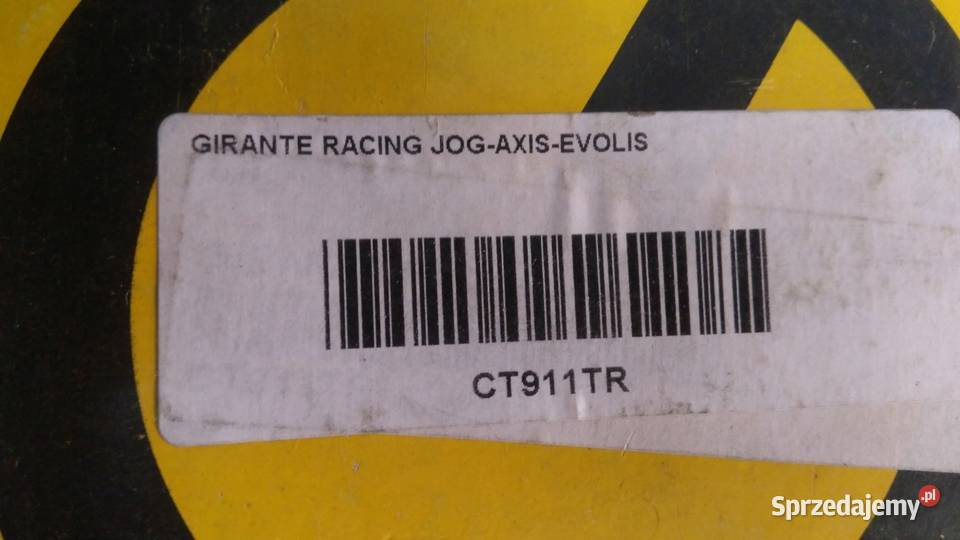 GIRANTE RACING JOG-AXIS-EVOLIS
CT911TR
Sprzedajemy.pl